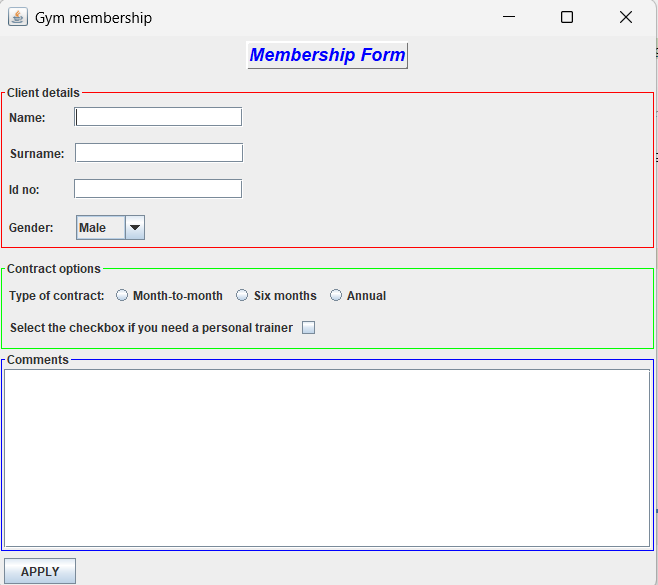 Gym membership
Membership Form
Client details
Name:
Surname:
Id no:
Gender: Male
Contract options
Type of contract: Month-to-month Six months Annual
Select the checkbox if you need a personal trainer
Comments
APPLY